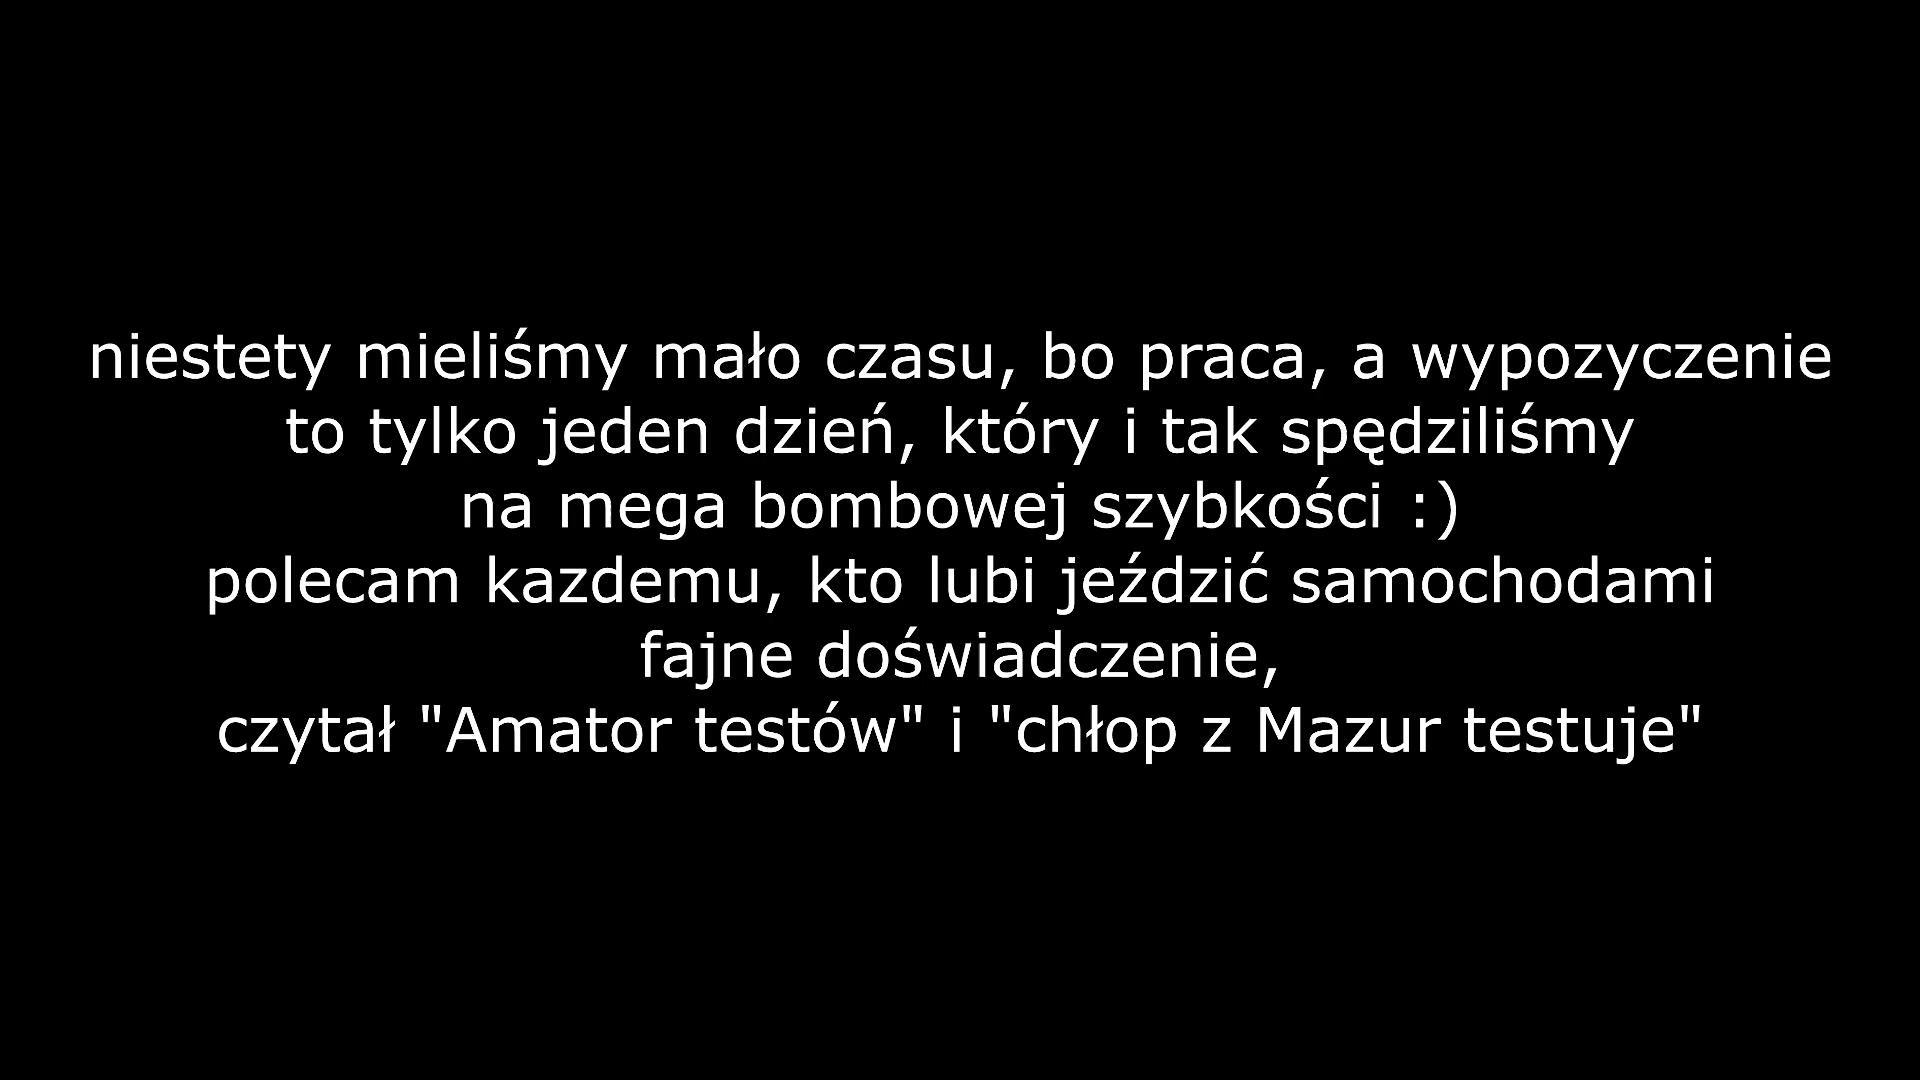 niestety mieliśmy mało czasu, bo praca, a wypozyczenie
to tylko jeden dzień, który i tak spędziliśmy
na mega bombowej szybkości :)
polecam kazdemu, kto lubi jeździć samochodami
fajne doświadczenie,
czytał "Amator testów" i "chłop z Mazur testuje"